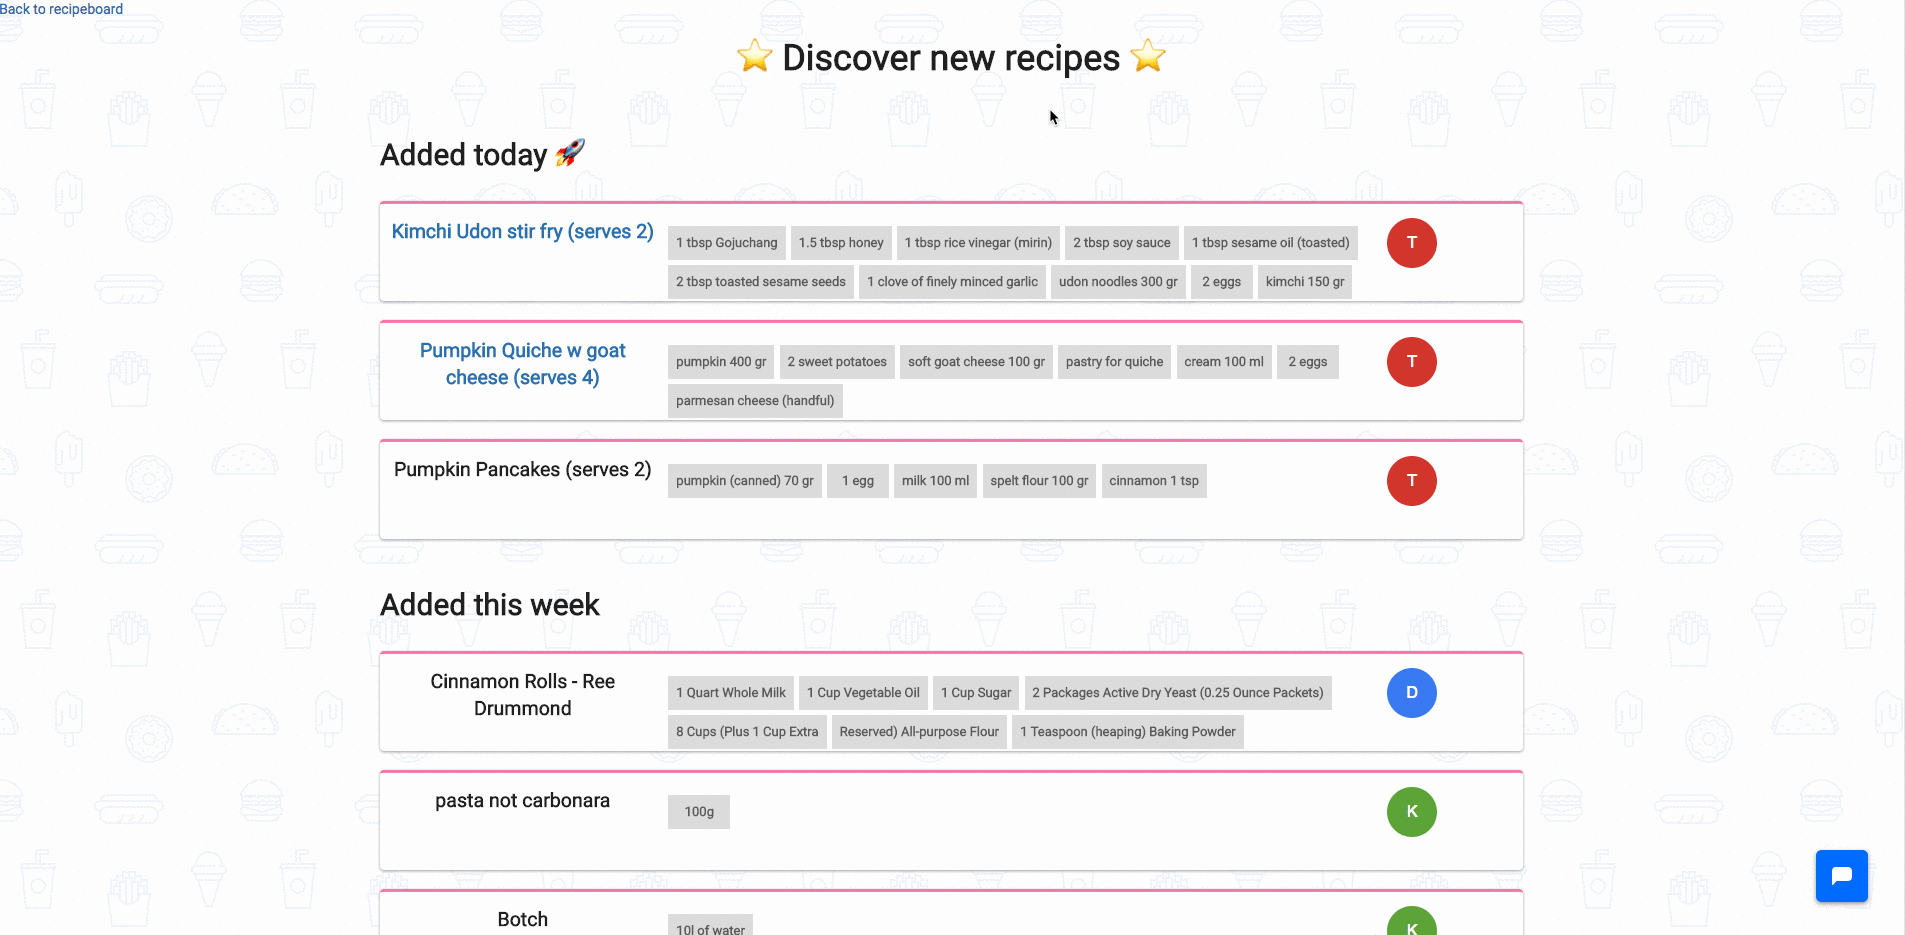 Back to recipeboard
⭐ Discover new recipes ⭐
Added today 🚀
Kimchi Udon stir fry (serves 2)
1 tbsp Gojuchang
1.5 tbsp honey
1 tbsp rice vinegar (mirin)
2 tbsp soy sauce
1 tbsp sesame oil (toasted)
2 tbsp toasted sesame seeds
1 clove of finely minced garlic
udon noodles 300 gr
2 eggs
kimchi 150 gr
T
Pumpkin Quiche w goat
cheese (serves 4)
pumpkin 400 gr
2 sweet potatoes
soft goat cheese 100 gr
pastry for quiche
cream 100 ml
2 eggs
parmesan cheese (handful)
T
Pumpkin Pancakes (serves 2)
pumpkin (canned) 70 gr
1 egg
milk 100 ml
spelt flour 100 gr
cinnamon 1 tsp
T
Added this week
Cinnamon Rolls - Ree
Drummond
1 Quart Whole Milk
1 Cup Vegetable Oil
1 Cup Sugar
2 Packages Active Dry Yeast (0.25 Ounce Packets)
8 Cups (Plus 1 Cup Extra
Reserved) All-purpose Flour
1 Teaspoon (heaping) Baking Powder
D
pasta not carbonara
100g
K
Botch
10l of water
K